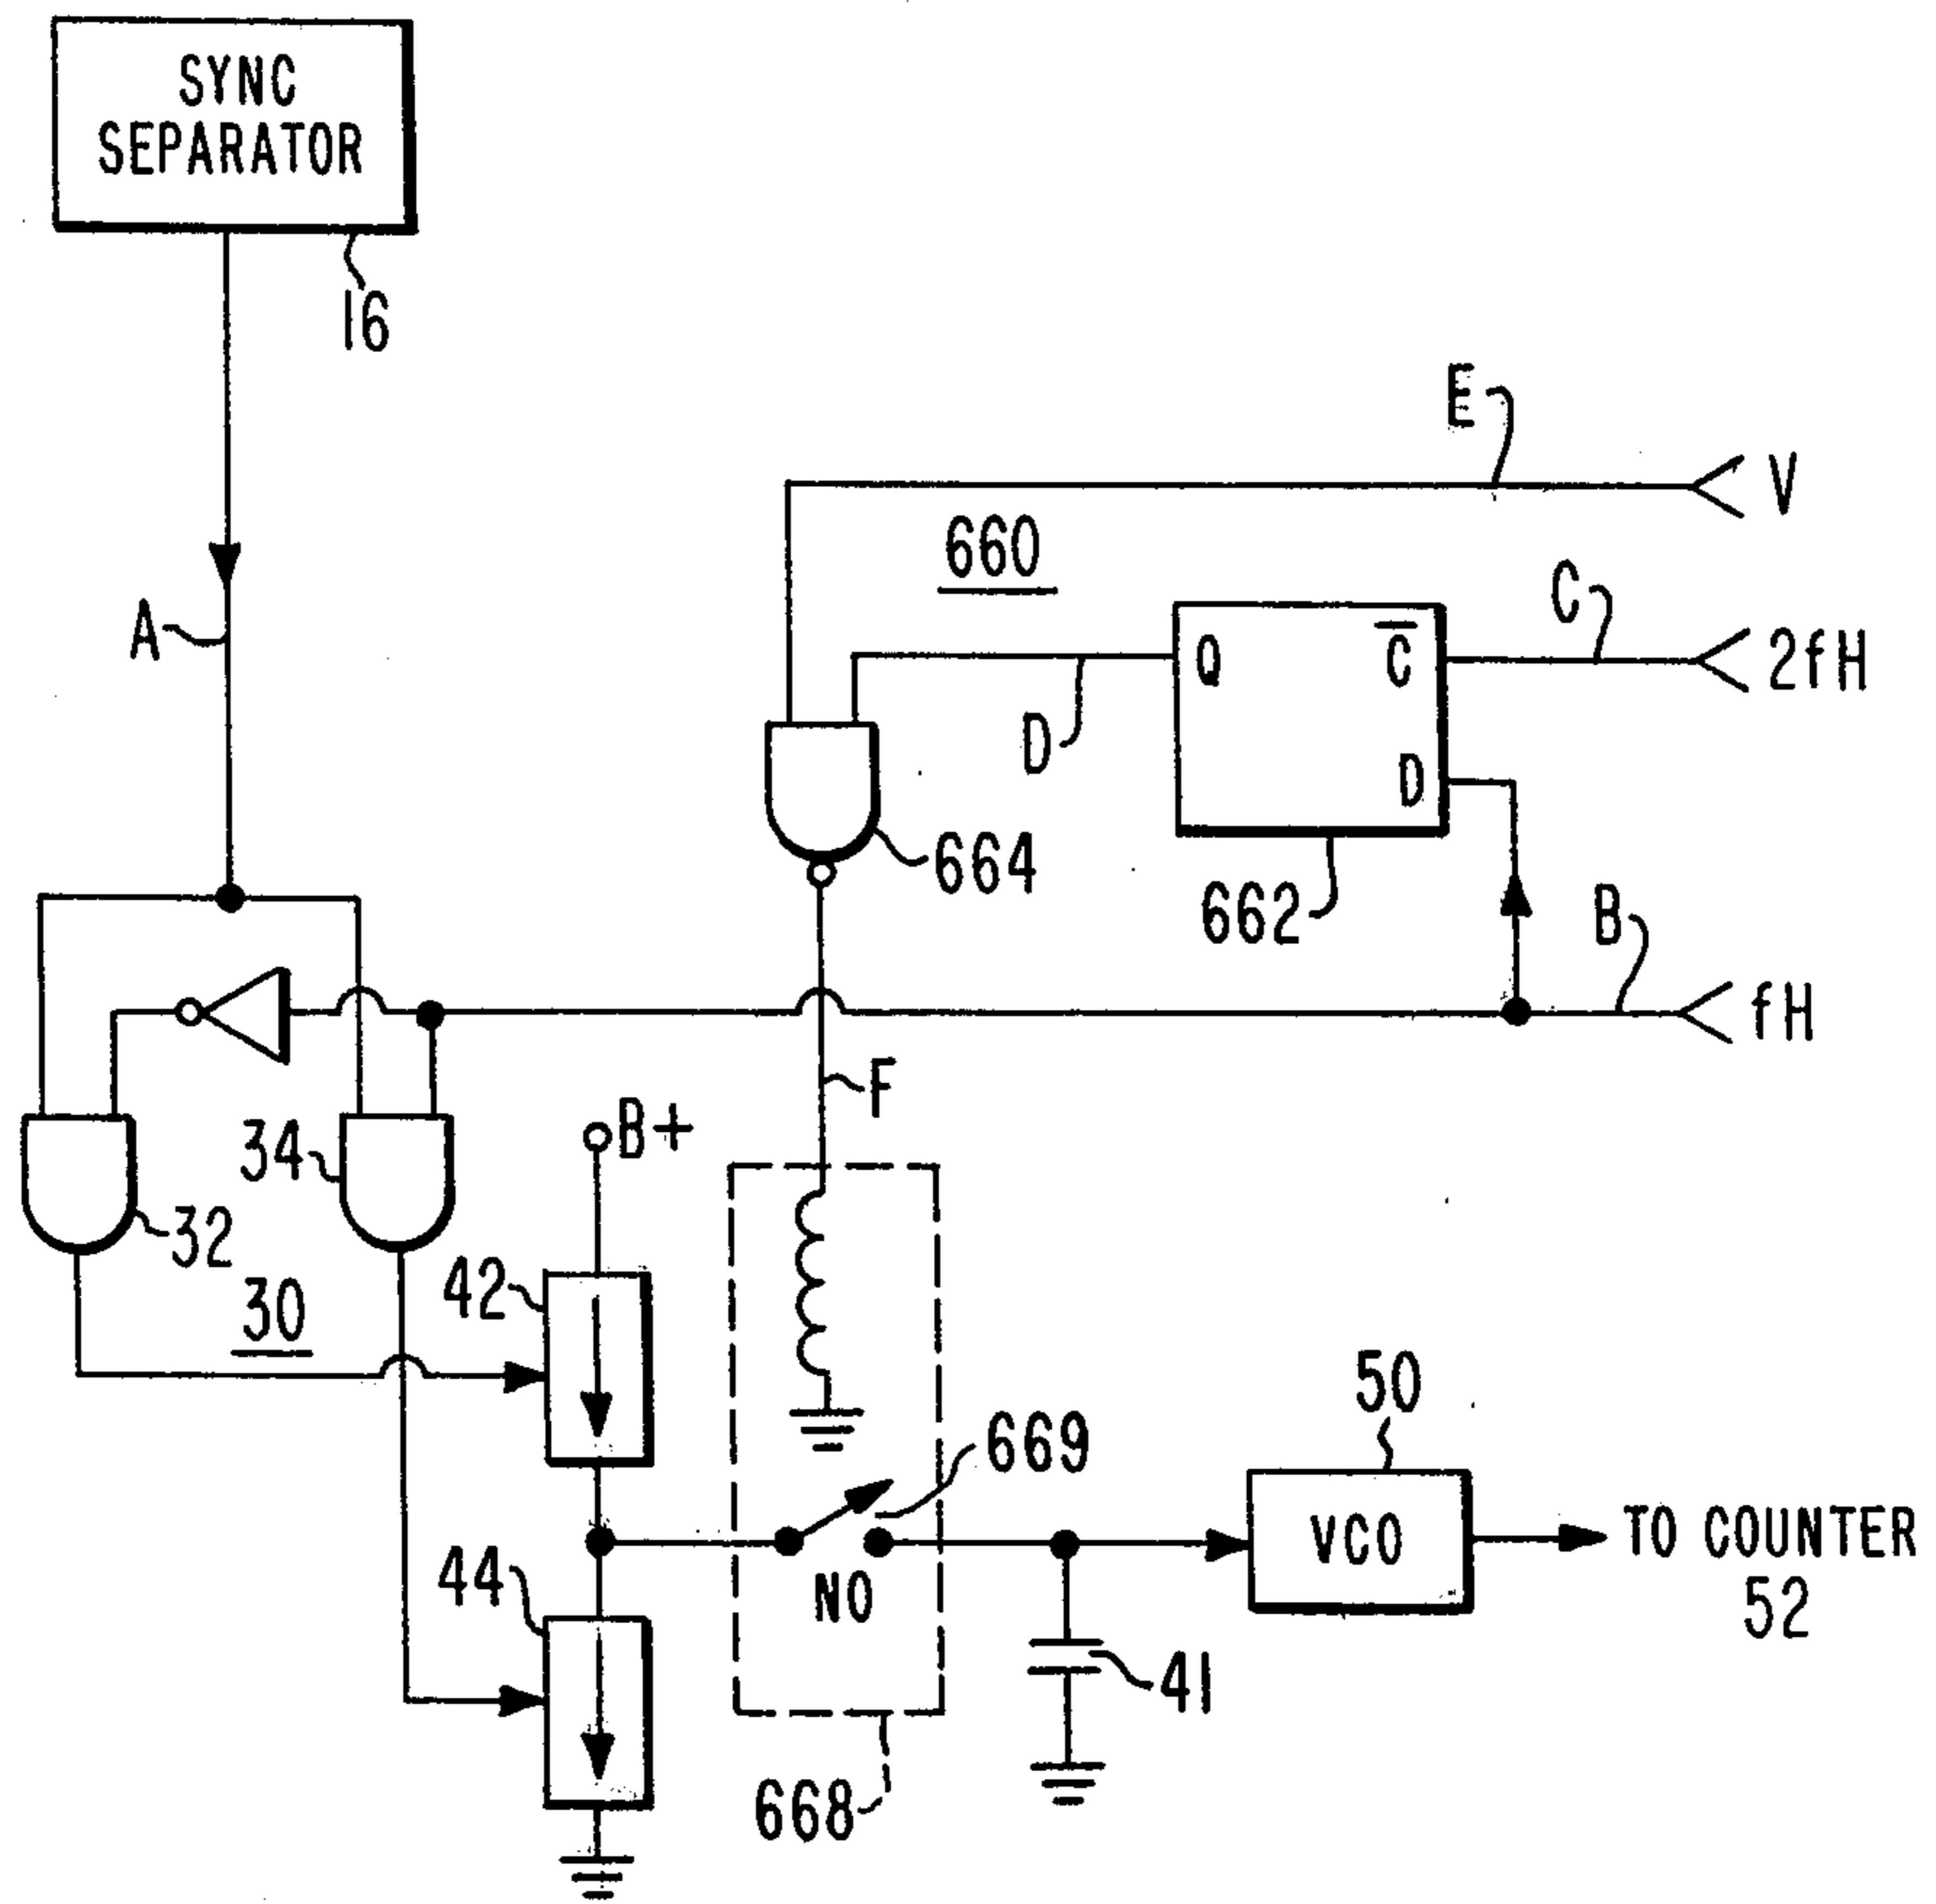 SYNC
SEPARATOR
16
E
V
660
C
2fH
A
Q
C̅
D
D
664
662
B
fH
F
34
B+
32
42
30
50
669
VCO
TO COUNTER
52
44
NO
41
668